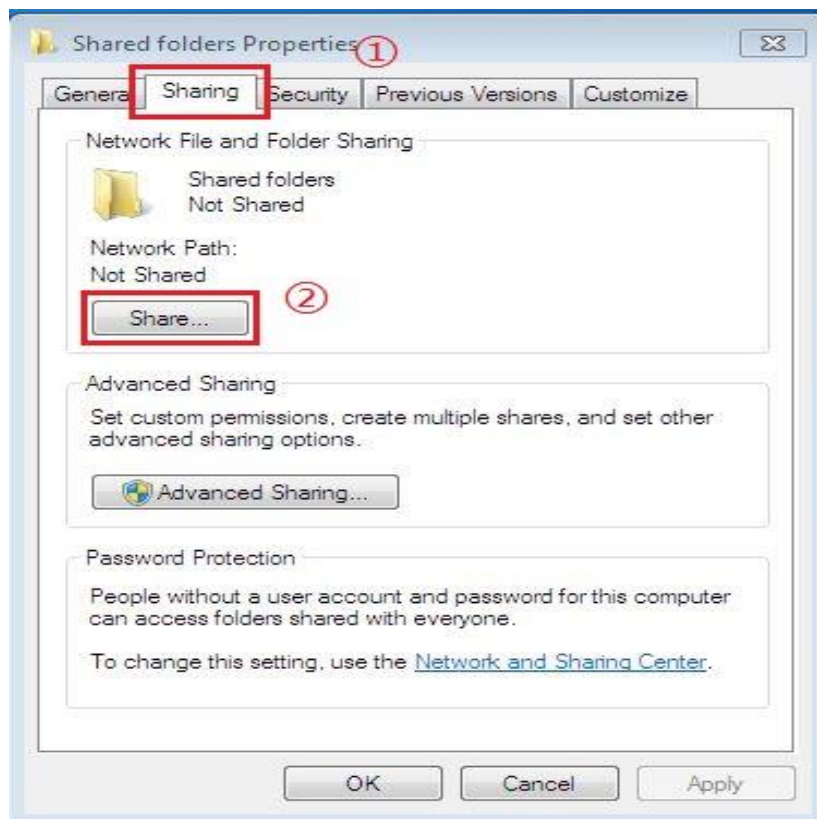 Shared folders Properties
①
General Sharing Security Previous Versions Customize
Network File and Folder Sharing
Shared folders
Not Shared
Network Path:
Not Shared
②
Share...
Advanced Sharing
Set custom permissions, create multiple shares, and set other
advanced sharing options.
Advanced Sharing...
Password Protection
People without a user account and password for this computer
can access folders shared with everyone.
To change this setting, use the Network and Sharing Center.
OK Cancel Apply